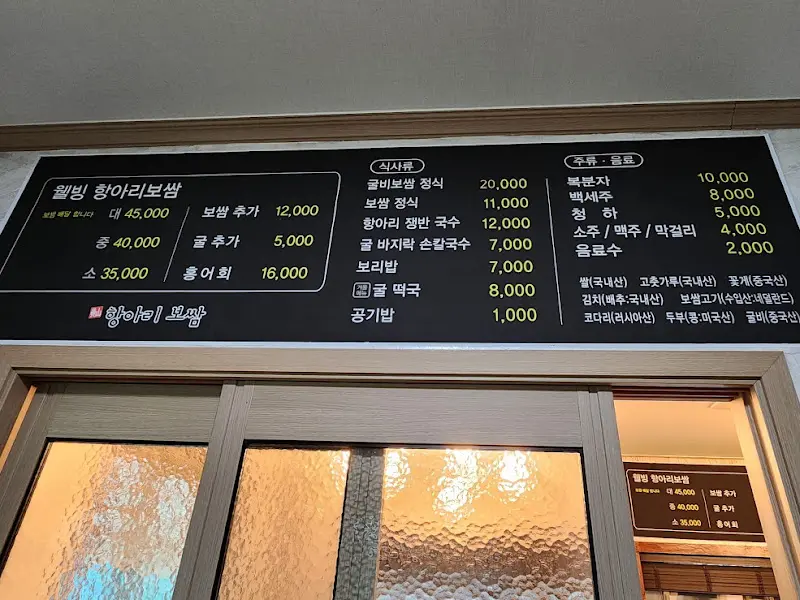 웰빙 항아리보쌈
보쌈 배달 합니다 대 45,000
중 40,000
소 35,000
보쌈 추가 12,000
굴 추가 5,000
홍어회 16,000
항아리 보쌈
식사류
굴비보쌈 정식 20,000
보쌈 정식 11,000
항아리 쟁반 국수 12,000
굴 바지락 손칼국수 7,000
보리밥 7,000
겨울메뉴 굴 떡국 8,000
공기밥 1,000
주류 · 음료
복분자 10,000
백세주 8,000
청 하 5,000
소주 / 맥주 / 막걸리 4,000
음료수 2,000
쌀(국내산) 고춧가루(국내산) 꽃게(중국산)
김치(배추:국내산) 보쌈고기(수입산:네덜란드)
코다리(러시아산) 두부(콩:미국산) 굴비(중국산)
웰빙 항아리보쌈
보쌈 배달 합니다 대 45,000
중 40,000
소 35,000
보쌈 추가
굴 추가
홍어회